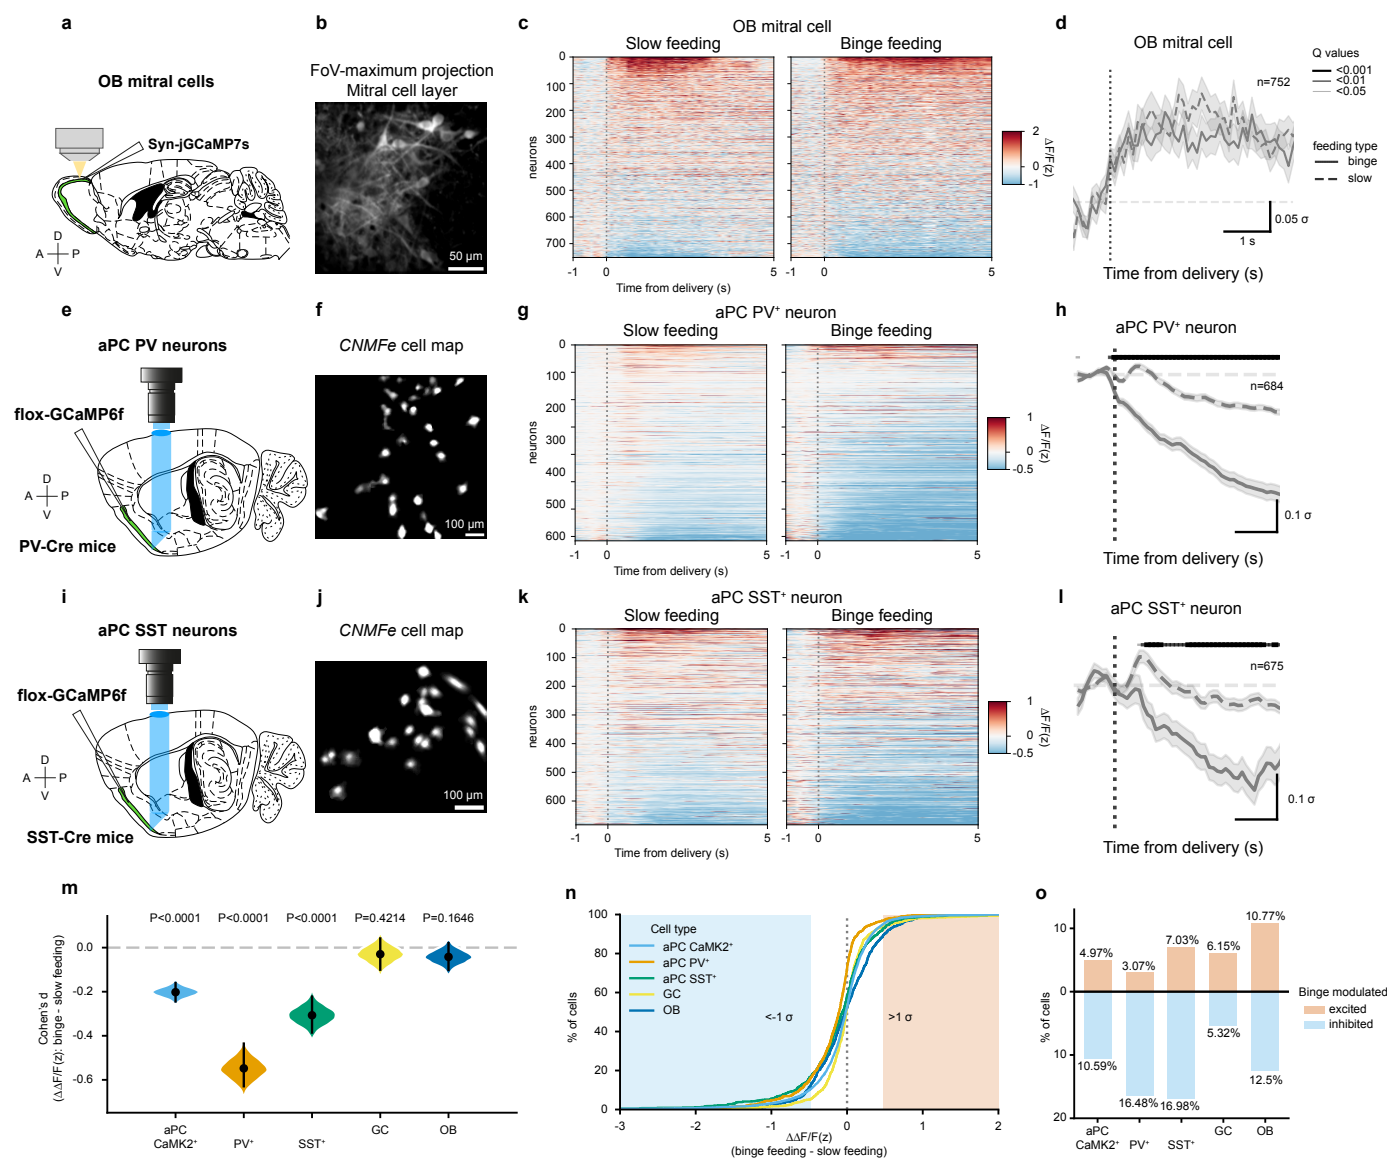 a
OB mitral cells
Syn-jGCaMP7s
D
A P
V
b
FoV-maximum projection
Mitral cell layer
50 µm
c
OB mitral cell
Slow feeding
Binge feeding
neurons
0
100
200
300
400
500
600
700
-1 0 5
-1 0 5
Time from delivery (s)
2
0
-1
ΔF/F(z)
d
OB mitral cell
n=752
Q values
<0.001
<0.01
<0.05
feeding type
binge
slow
0.05 σ
1 s
Time from delivery (s)
e
aPC PV neurons
flox-GCaMP6f
D
A P
V
PV-Cre mice
f
CNMFe cell map
100 µm
g
aPC PV⁺ neuron
Slow feeding
Binge feeding
neurons
0
100
200
300
400
500
600
-1 0 5
-1 0 5
Time from delivery (s)
1
0
-0.5
ΔF/F(z)
h
aPC PV⁺ neuron
n=684
0.1 σ
Time from delivery (s)
i
aPC SST neurons
flox-GCaMP6f
D
A P
V
SST-Cre mice
j
CNMFe cell map
100 µm
k
aPC SST⁺ neuron
Slow feeding
Binge feeding
neurons
0
100
200
300
400
500
600
-1 0 5
-1 0 5
Time from delivery (s)
1
0
-0.5
ΔF/F(z)
l
aPC SST⁺ neuron
n=675
0.1 σ
Time from delivery (s)
m
P<0.0001 P<0.0001 P<0.0001 P=0.4214 P=0.1646
Cohen's d
(ΔΔF/F(z): binge - slow feeding)
0.0
-0.2
-0.4
-0.6
aPC
CaMK2⁺ PV⁺ SST⁺ GC OB
n
% of cells
100
80
60
40
20
0
Cell type
aPC CaMK2⁺
aPC PV⁺
aPC SST⁺
GC
OB
<-1 σ
>1 σ
-3 -2 -1 0 1 2
ΔΔF/F(z)
(binge feeding - slow feeding)
o
% of cells
10
0
10
20
4.97% 3.07% 7.03% 6.15% 10.77%
10.59% 16.48% 16.98% 5.32% 12.5%
Binge modulated
excited
inhibited
aPC
CaMK2⁺ PV⁺ SST⁺ GC OB